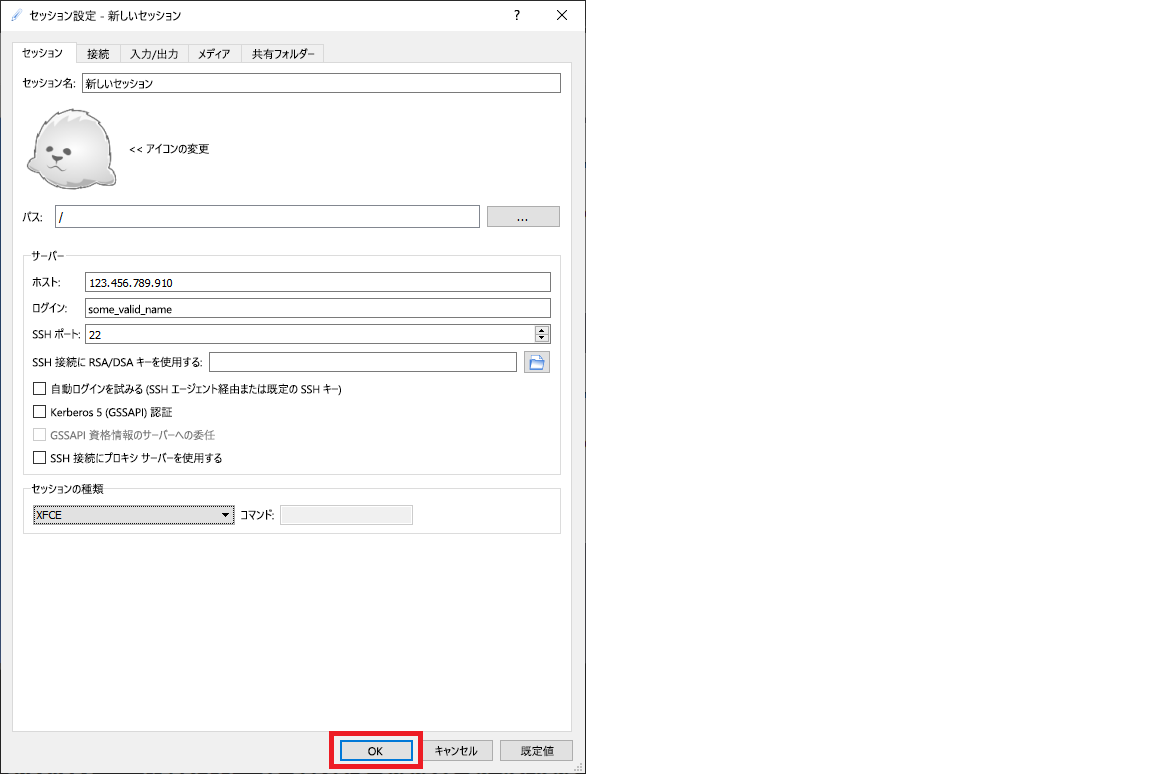 セッション設定 - 新しいセッション ?
セッション 接続 入力/出力 メディア 共有フォルダー
セッション名: 新しいセッション
<< アイコンの変更
パス: / ...
サーバー
ホスト: 123.456.789.910
ログイン: some_valid_name
SSH ポート: 22
SSH 接続に RSA/DSA キーを使用する:
自動ログインを試みる (SSH エージェント経由または既定の SSH キー)
Kerberos 5 (GSSAPI) 認証
GSSAPI 資格情報のサーバーへの委任
SSH 接続にプロキシ サーバーを使用する
セッションの種類
XFCE コマンド:
OK キャンセル 既定値